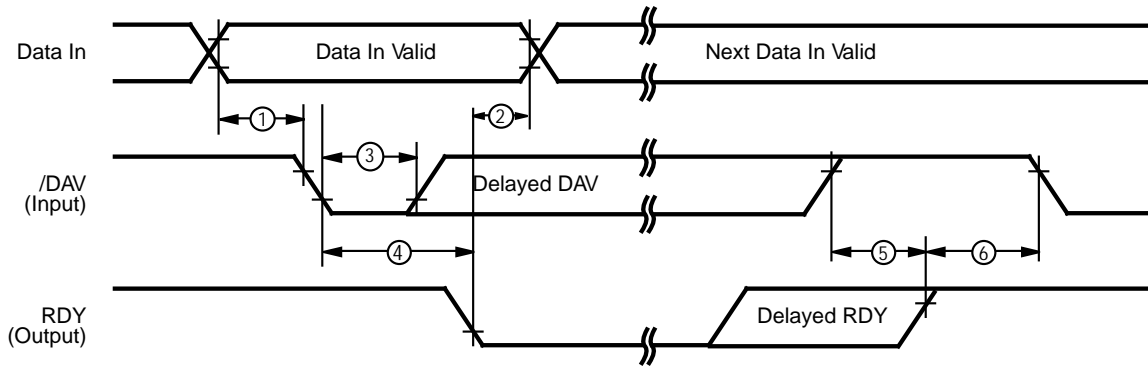 Data In
Data In Valid
Next Data In Valid
1
2
3
/DAV
(Input)
Delayed DAV
4
5
6
RDY
(Output)
Delayed RDY